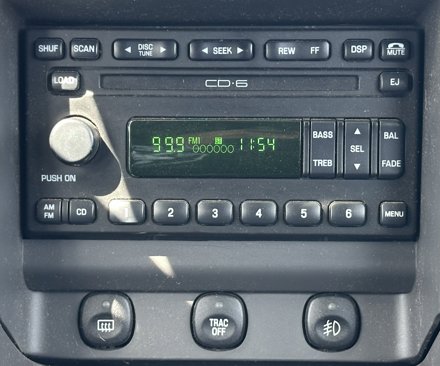 SHUF SCAN DISC TUNE SEEK REW FF DSP MUTE
LOAD CD·6 EJ
99.9 FM1 11:54 BASS TREB SEL BAL FADE
PUSH ON
AM FM CD 1 2 3 4 5 6 MENU
TRAC OFF